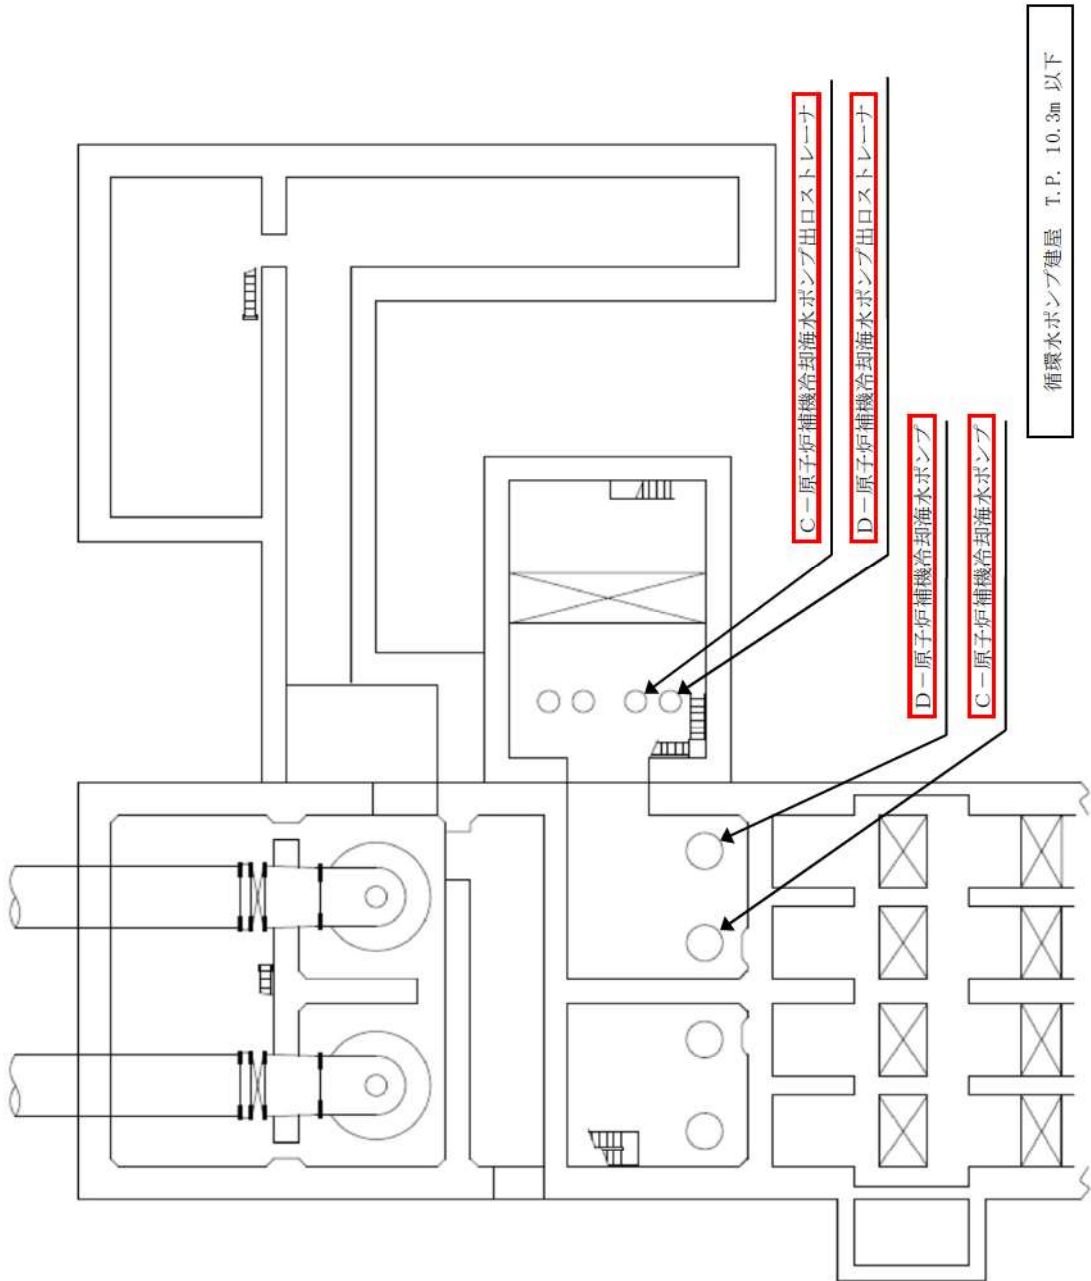 C－原子炉補機冷却海水ポンプ出口ストレーナ
D－原子炉補機冷却海水ポンプ出口ストレーナ
D－原子炉補機冷却海水ポンプ
C－原子炉補機冷却海水ポンプ
循環水ポンプ建屋 T.P. 10.3m 以下